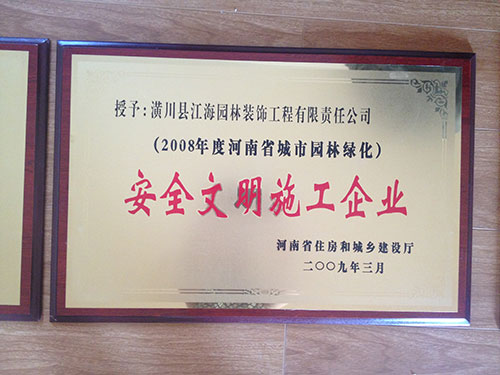 授予：潢川县江海园林装饰工程有限责任公司
（2008年度河南省城市园林绿化）
安全文明施工企业
河南省住房和城乡建设厅
二〇〇九年三月